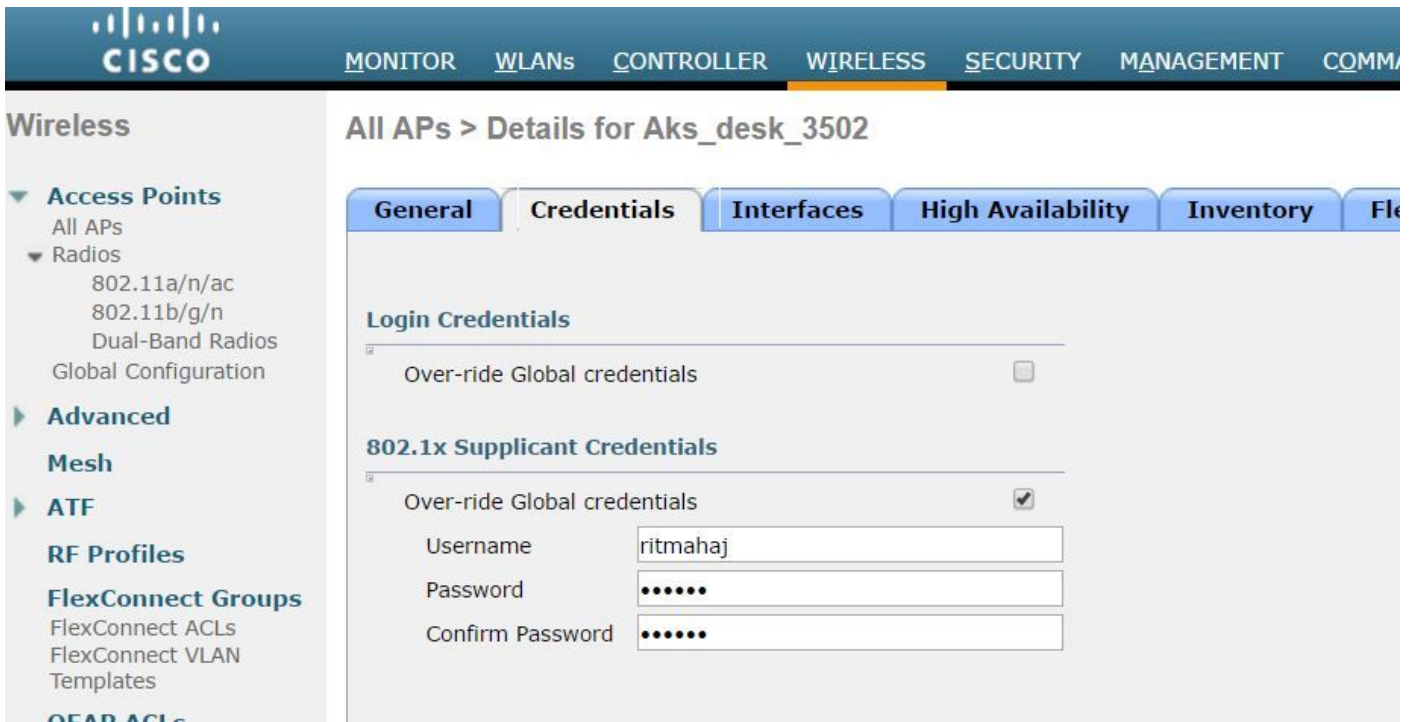 CISCO
MONITOR WLANs CONTROLLER WIRELESS SECURITY MANAGEMENT
Wireless
All APs > Details for Aks_desk_3502
General Credentials Interfaces High Availability Inventory
Access Points
All APs
Radios
802.11a/n/ac
802.11b/g/n
Dual-Band Radios
Global Configuration
Advanced
Mesh
ATF
RF Profiles
FlexConnect Groups
FlexConnect ACLs
FlexConnect VLAN
Templates
Login Credentials
Over-ride Global credentials
802.1x Supplicant Credentials
Over-ride Global credentials
Username ritmahaj
Password ••••••
Confirm Password ••••••